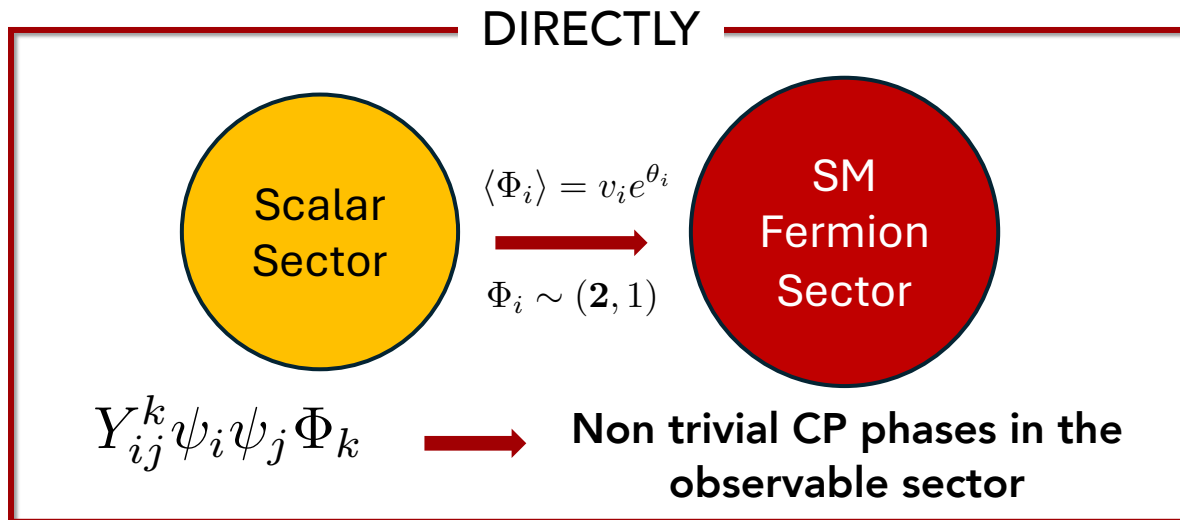 DIRECTLY
Scalar
Sector
⟨Φ_i⟩ = v_i e^{θ_i}
Φ_i ∼ (𝟐, 1)
SM
Fermion
Sector
Y^k_{ij} ψ_i ψ_j Φ_k
Non trivial CP phases in the
observable sector